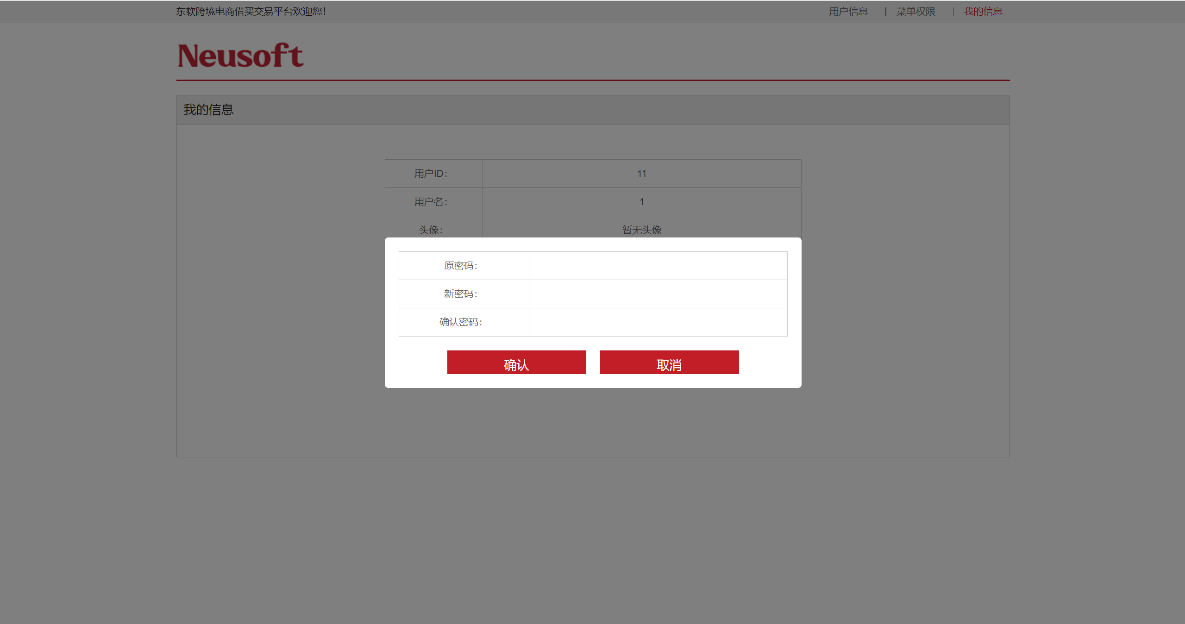 东软跨境电商借买交易平台欢迎您!
用户信息 | 菜单权限 | 我的信息
Neusoft
我的信息
用户ID: 11
用户名: 1
头像: 暂无头像
原密码:
新密码:
确认密码:
确认 取消